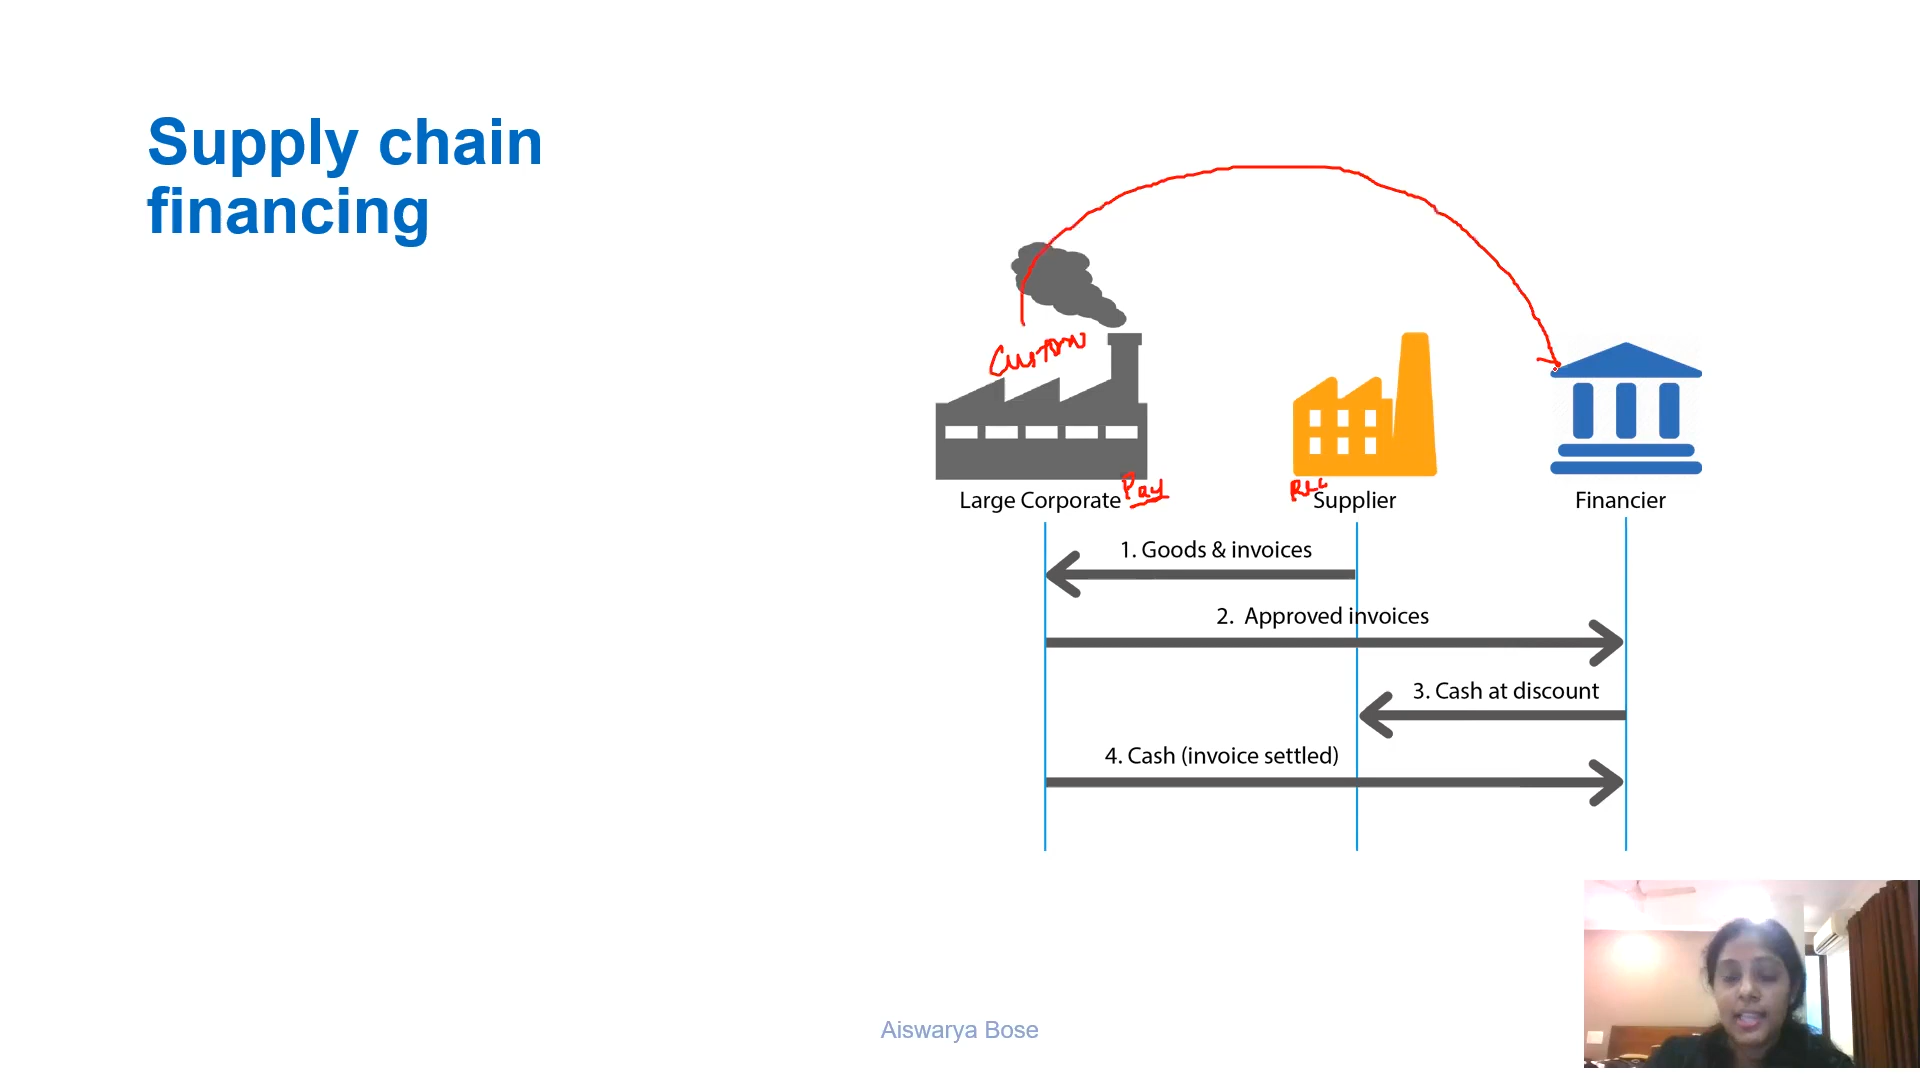 Supply chain
financing
Custom
Large Corporate
Pay
Rec
Supplier
Financier
1. Goods & invoices
2. Approved invoices
3. Cash at discount
4. Cash (invoice settled)
Aiswarya Bose